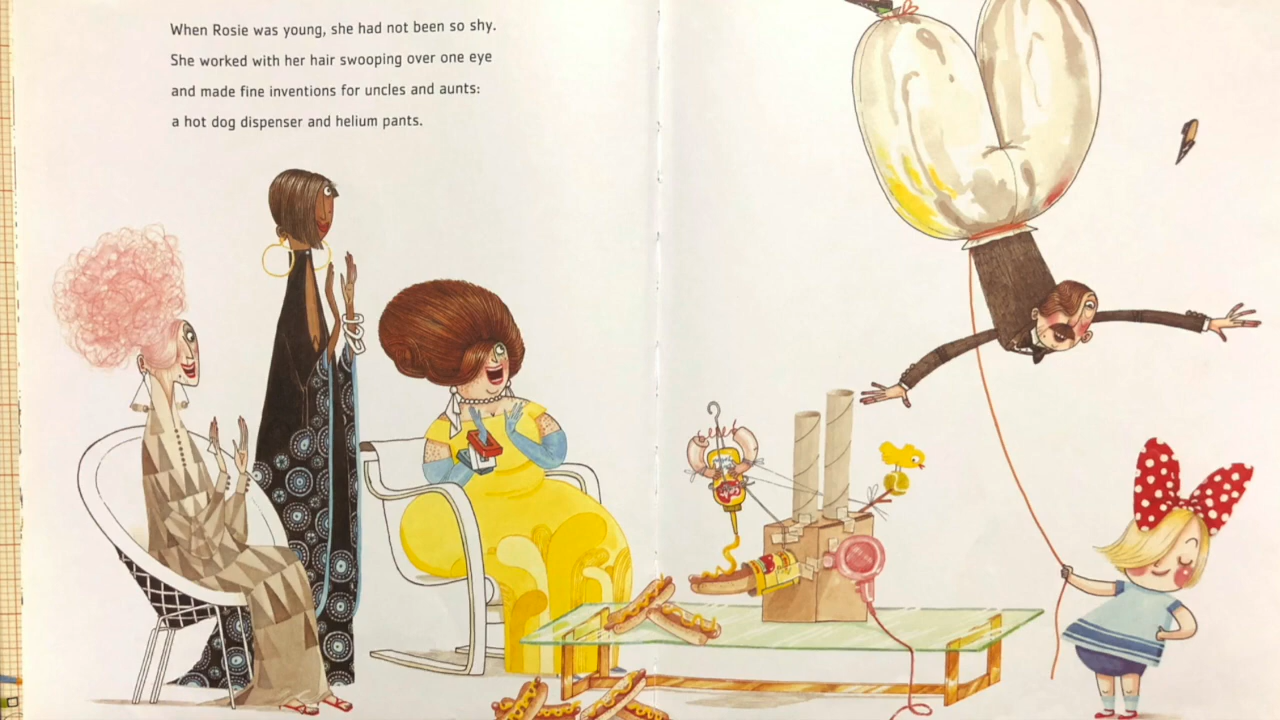 When Rosie was young, she had not been so shy.
She worked with her hair swooping over one eye
and made fine inventions for uncles and aunts:
a hot dog dispenser and helium pants.